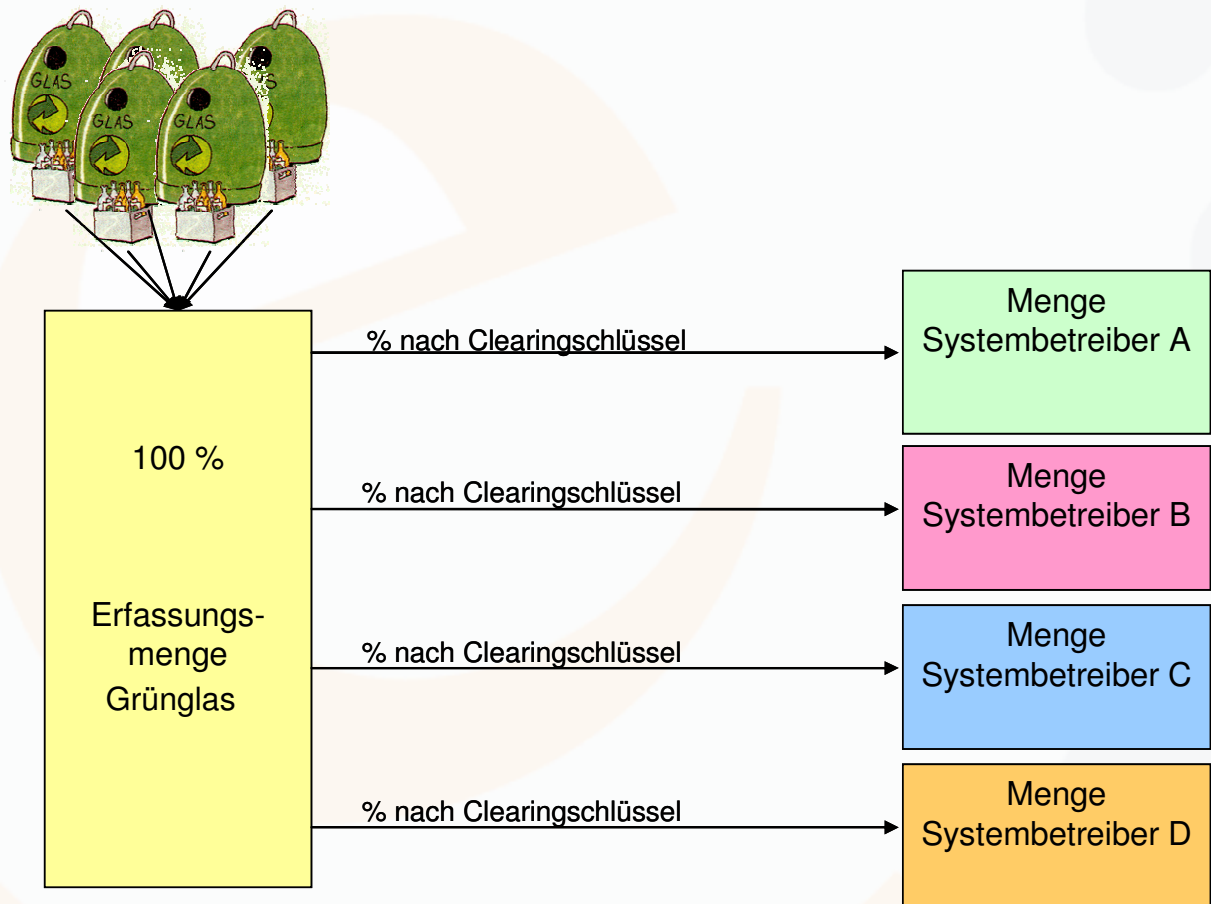 GLAS
GLAS
GLAS
% nach Clearingschlüssel
Menge
Systembetreiber A
100 %
Erfassungs-
menge
Grünglas
% nach Clearingschlüssel
Menge
Systembetreiber B
% nach Clearingschlüssel
Menge
Systembetreiber C
% nach Clearingschlüssel
Menge
Systembetreiber D